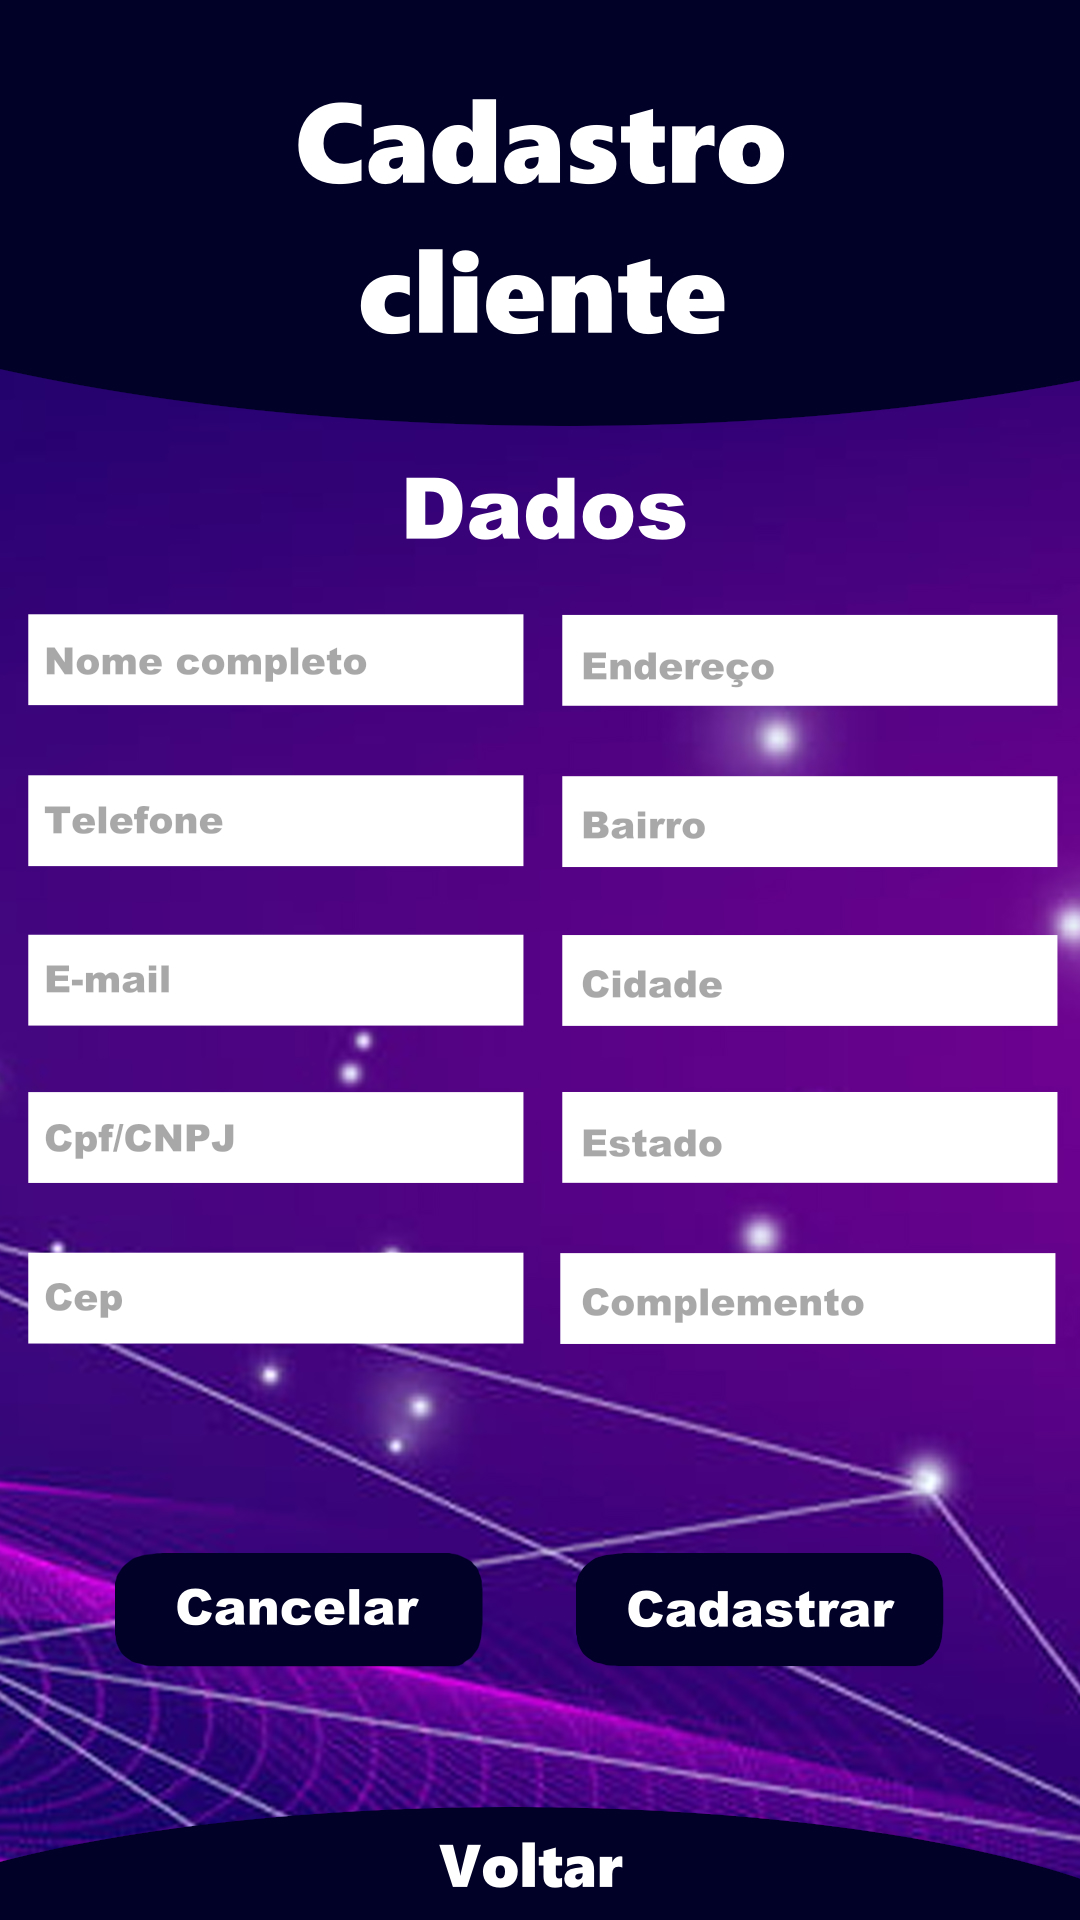 Cadastro
cliente
Dados
Nome completo
Endereço
Telefone
Bairro
E-mail
Cidade
Cpf/CNPJ
Estado
Cep
Complemento
Cancelar
Cadastrar
Voltar